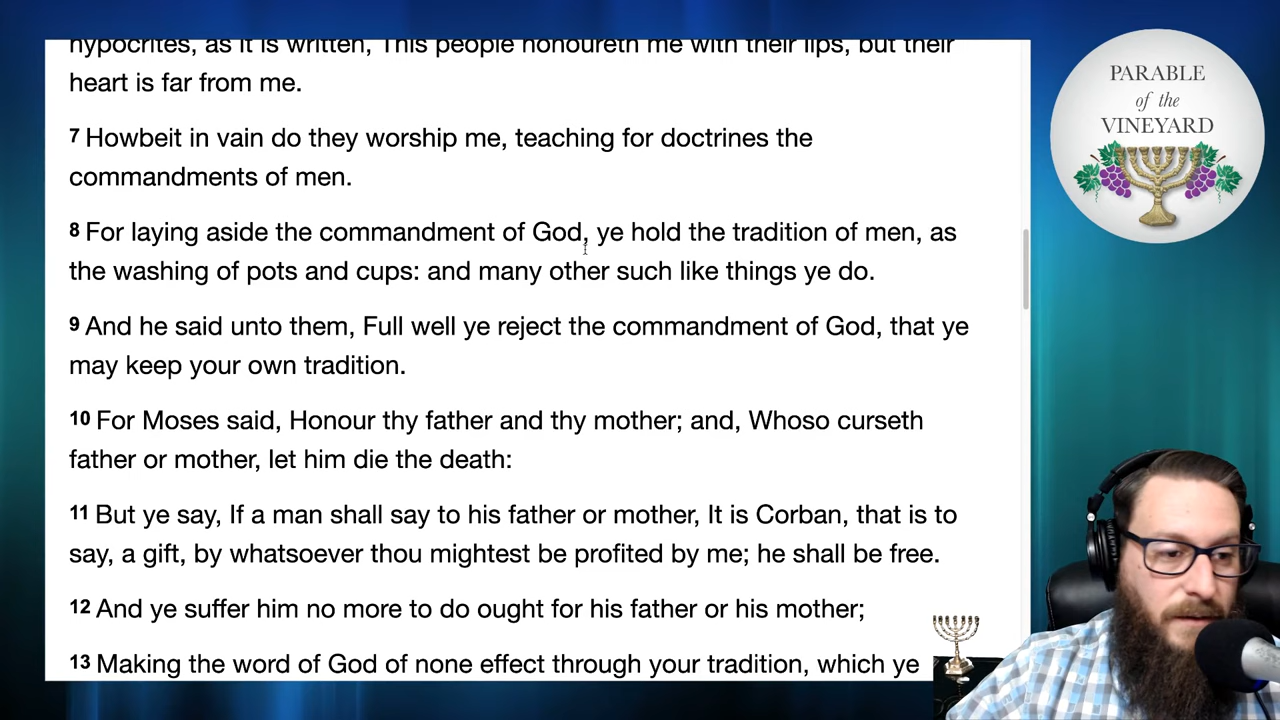 hypocrites, as it is written, This people honoureth me with their lips, but their
heart is far from me.
7 Howbeit in vain do they worship me, teaching for doctrines the
commandments of men.
8 For laying aside the commandment of God, ye hold the tradition of men, as
the washing of pots and cups: and many other such like things ye do.
9 And he said unto them, Full well ye reject the commandment of God, that ye
may keep your own tradition.
10 For Moses said, Honour thy father and thy mother; and, Whoso curseth
father or mother, let him die the death:
11 But ye say, If a man shall say to his father or mother, It is Corban, that is to
say, a gift, by whatsoever thou mightest be profited by me; he shall be free.
12 And ye suffer him no more to do ought for his father or his mother;
13 Making the word of God of none effect through your tradition, which ye
PARABLE
of the
VINEYARD